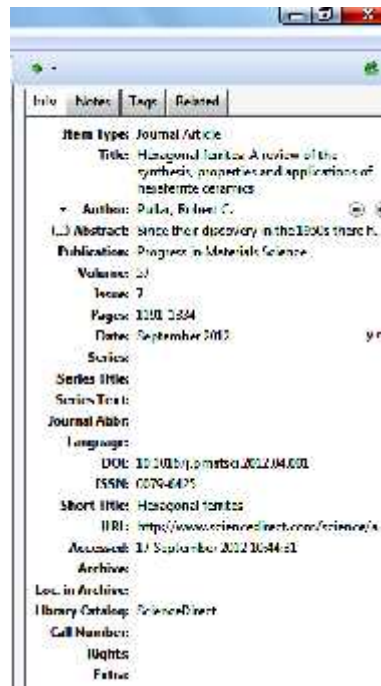 Info Notes Tags Related
Item Type: Journal Article
Title: Hexagonal ferrites: A review of the
synthesis, properties and applications of
hexaferrite ceramics
Author: Pullar, Robert C.
(...) Abstract: Since their discovery in the 1950s there h...
Publication: Progress in Materials Science
Volume: 57
Issue: 7
Pages: 1191-1334
Date: September 2012
Series:
Series Title:
Series Text:
Journal Abbr:
Language:
DOI: 10.1016/j.pmatsci.2012.04.001
ISSN: 0079-6425
Short Title: Hexagonal ferrites
URL: http://www.sciencedirect.com/science/a
Accessed: 17 September 2012 10:44:31
Archive:
Loc. in Archive:
Library Catalog: ScienceDirect
Call Number:
Rights:
Extra: